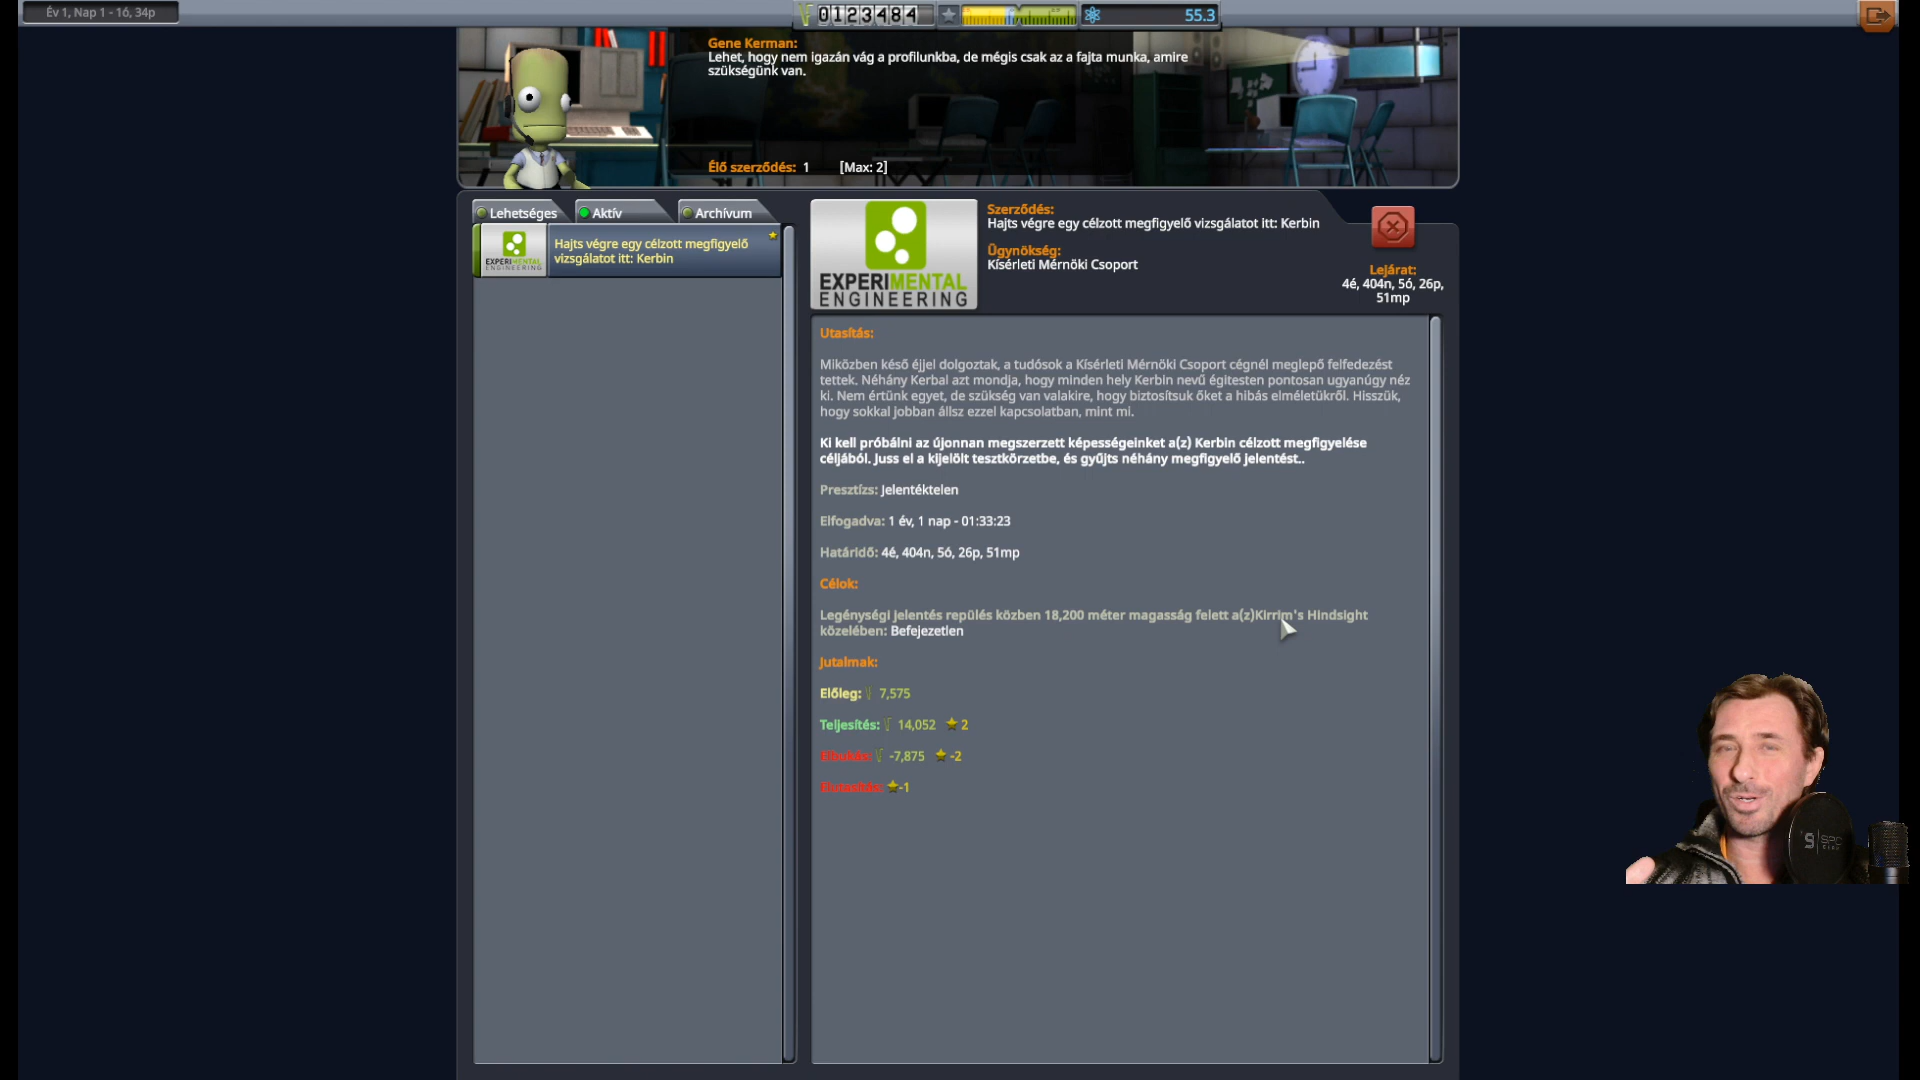 Év 1, Nap 1 - 1ó, 34p
0123484
55.3
Gene Kerman:
Lehet, hogy nem igazán vág a profilunkba, de mégis csak az a fajta munka, amire
szükségünk van.
Élő szerződés: 1 [Max: 2]
Lehetséges
Aktív
Archívum
EXPERIMENTAL
ENGINEERING
Hajts végre egy célzott megfigyelő
vizsgálatot itt: Kerbin
EXPERIMENTAL
ENGINEERING
Szerződés:
Hajts végre egy célzott megfigyelő vizsgálatot itt: Kerbin
Ügynökség:
Kísérleti Mérnöki Csoport
Lejárat:
4é, 404n, 5ó, 26p,
51mp
Utasítás:
Miközben késő éjjel dolgoztak, a tudósok a Kísérleti Mérnöki Csoport cégnél meglepő felfedezést
tettek. Néhány Kerbal azt mondja, hogy minden hely Kerbin nevű égitesten pontosan ugyanúgy néz
ki. Nem értünk egyet, de szükség van valakire, hogy biztosítsuk őket a hibás elméletükről. Hisszük,
hogy sokkal jobban állsz ezzel kapcsolatban, mint mi.
Ki kell próbálni az újonnan megszerzett képességeinket a(z) Kerbin célzott megfigyelése
céljából. Juss el a kijelölt tesztkörzetbe, és gyűjts néhány megfigyelő jelentést..
Presztízs: Jelentéktelen
Elfogadva: 1 év, 1 nap - 01:33:23
Határidő: 4é, 404n, 5ó, 26p, 51mp
Célok:
Legénységi jelentés repülés közben 18,200 méter magasság felett a(z)Kirrim's Hindsight
közelében: Befejezetlen
Jutalmak:
Előleg: 7,575
Teljesítés: 14,052 2
Elbukás: -7,875 -2
Elutasítás: -1